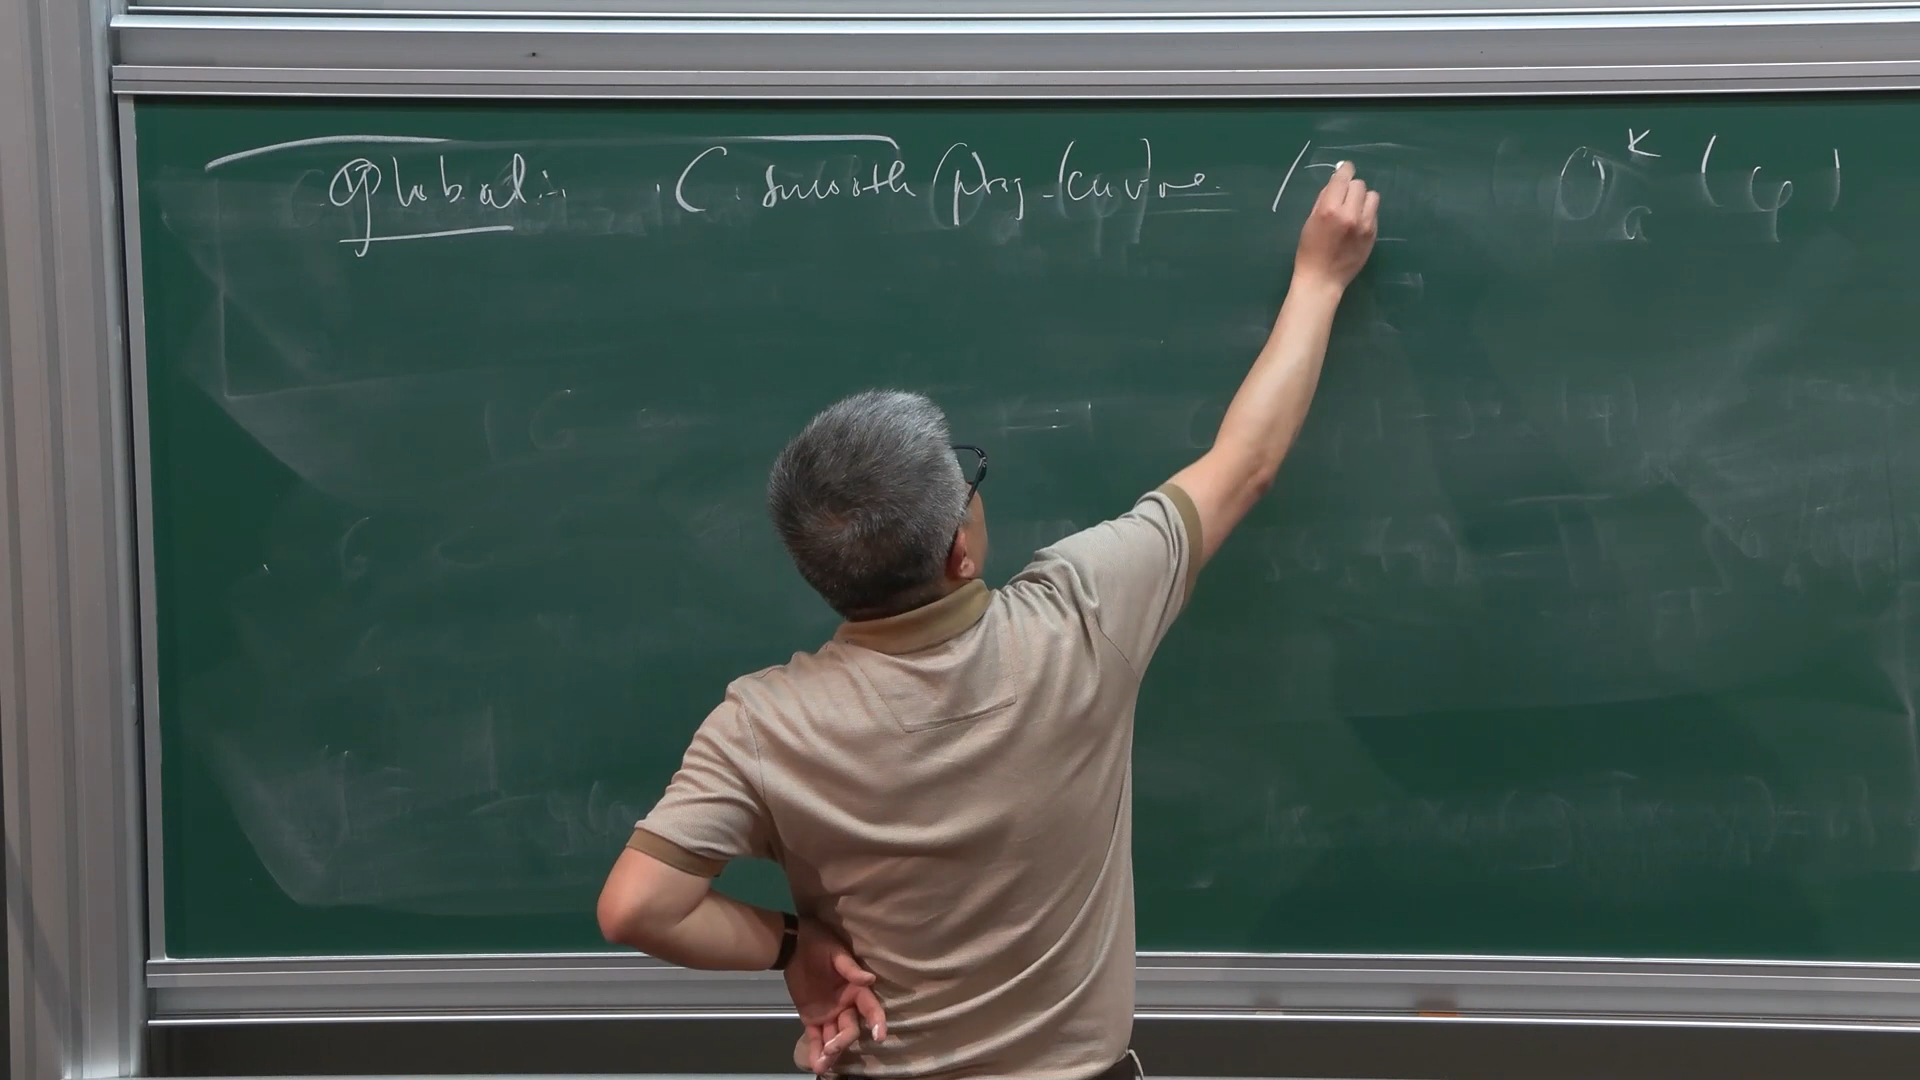 Global: C smooth proj. curve / O_a^K (φ)